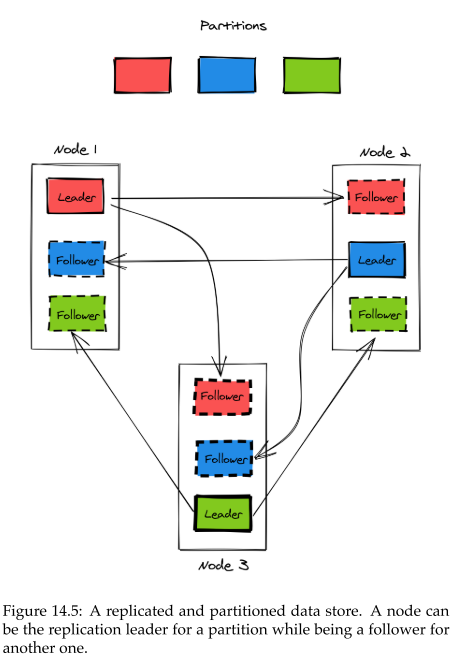 Partitions
Node 1
Node 2
Leader
Follower
Follower
Leader
Follower
Follower
Follower
Follower
Leader
Node 3
Figure 14.5: A replicated and partitioned data store. A node can
be the replication leader for a partition while being a follower for
another one.